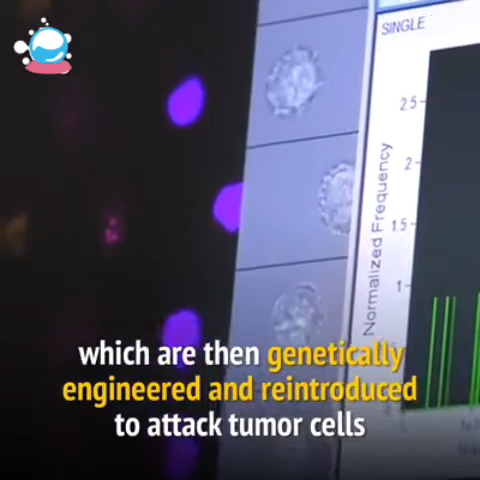 SINGLE
2.5
2
1.5
1
Normalized Frequency
which are then genetically
engineered and reintroduced
to attack tumor cells